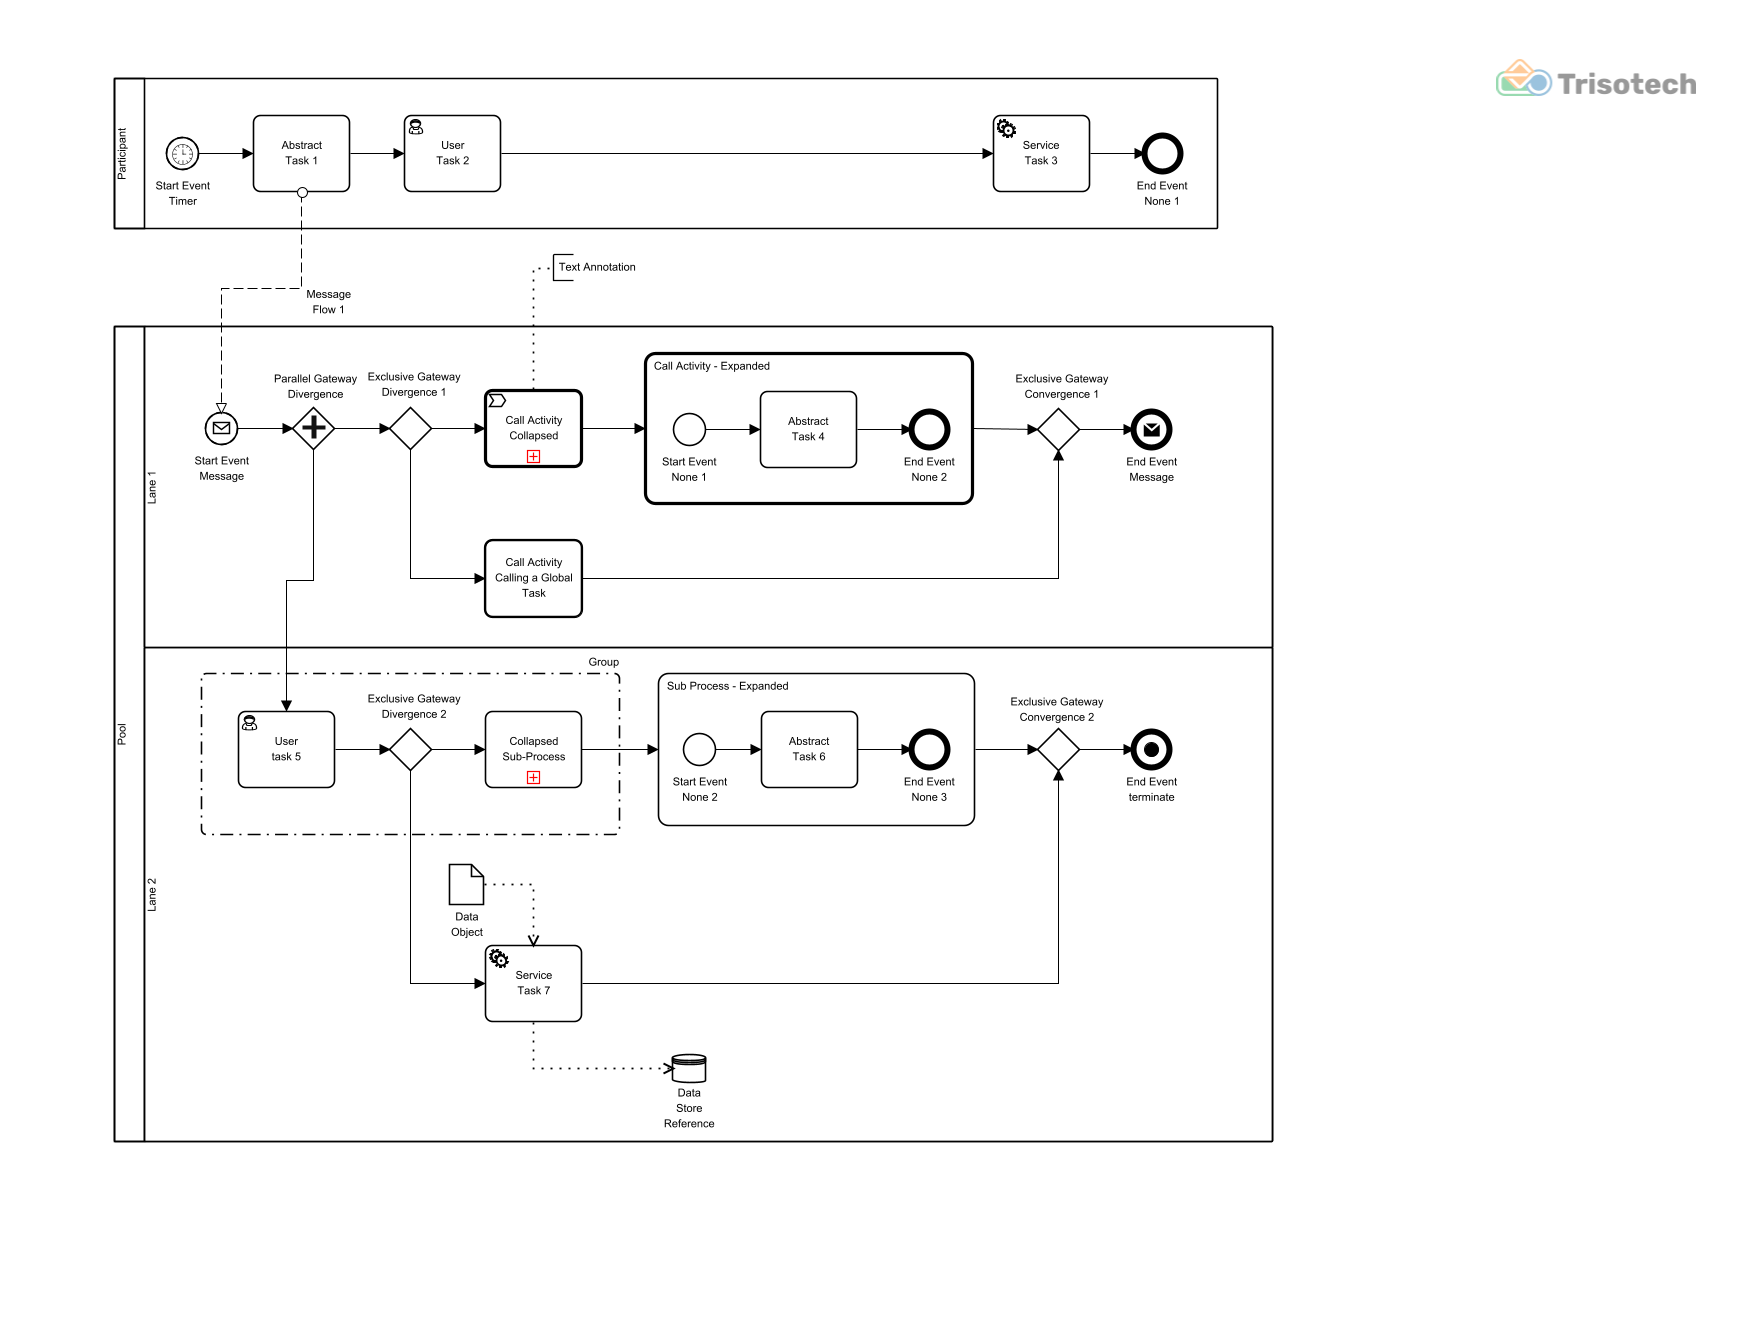 Trisotech
Participant
Start Event
Timer
Abstract
Task 1
User
Task 2
Service
Task 3
End Event
None 1
Text Annotation
Message
Flow 1
Pool
Lane 1
Start Event
Message
Parallel Gateway
Divergence
Exclusive Gateway
Divergence 1
Call Activity
Collapsed
Call Activity - Expanded
Start Event
None 1
Abstract
Task 4
End Event
None 2
Exclusive Gateway
Convergence 1
End Event
Message
Call Activity
Calling a Global
Task
Lane 2
Group
User
task 5
Exclusive Gateway
Divergence 2
Collapsed
Sub-Process
Sub Process - Expanded
Start Event
None 2
Abstract
Task 6
End Event
None 3
Exclusive Gateway
Convergence 2
End Event
terminate
Data
Object
Service
Task 7
Data
Store
Reference